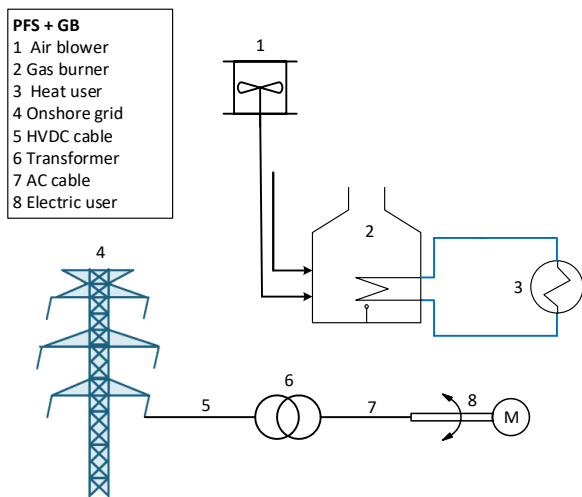 PFS + GB
1 Air blower
2 Gas burner
3 Heat user
4 Onshore grid
5 HVDC cable
6 Transformer
7 AC cable
8 Electric user
1
2
3
4
5
6
7
8
M